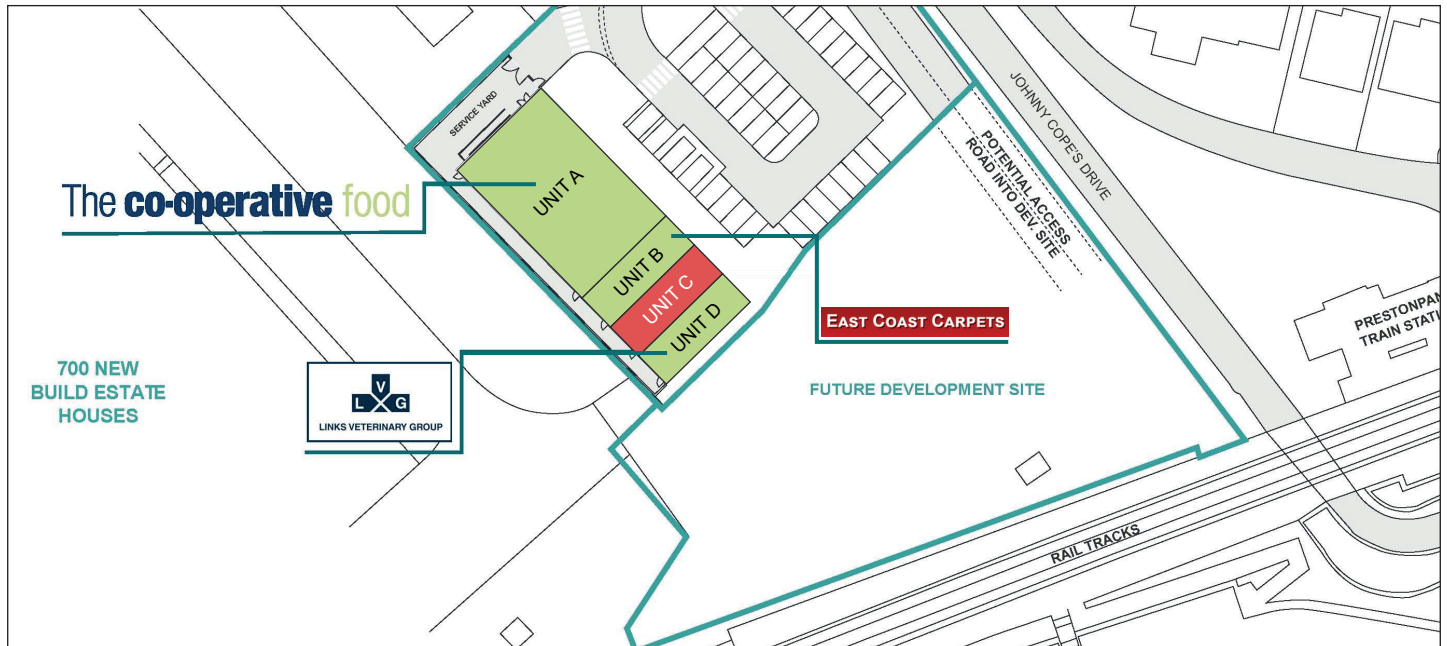 SERVICE YARD
JOHNNY COPE'S DRIVE
POTENTIAL ACCESS
ROAD INTO DEV. SITE
UNIT A
The co-operative food
UNIT B
UNIT C
UNIT D
EAST COAST CARPETS
PRESTONPAN
TRAIN STATI
700 NEW
BUILD ESTATE
HOUSES
V
L G
LINKS VETERINARY GROUP
FUTURE DEVELOPMENT SITE
RAIL TRACKS